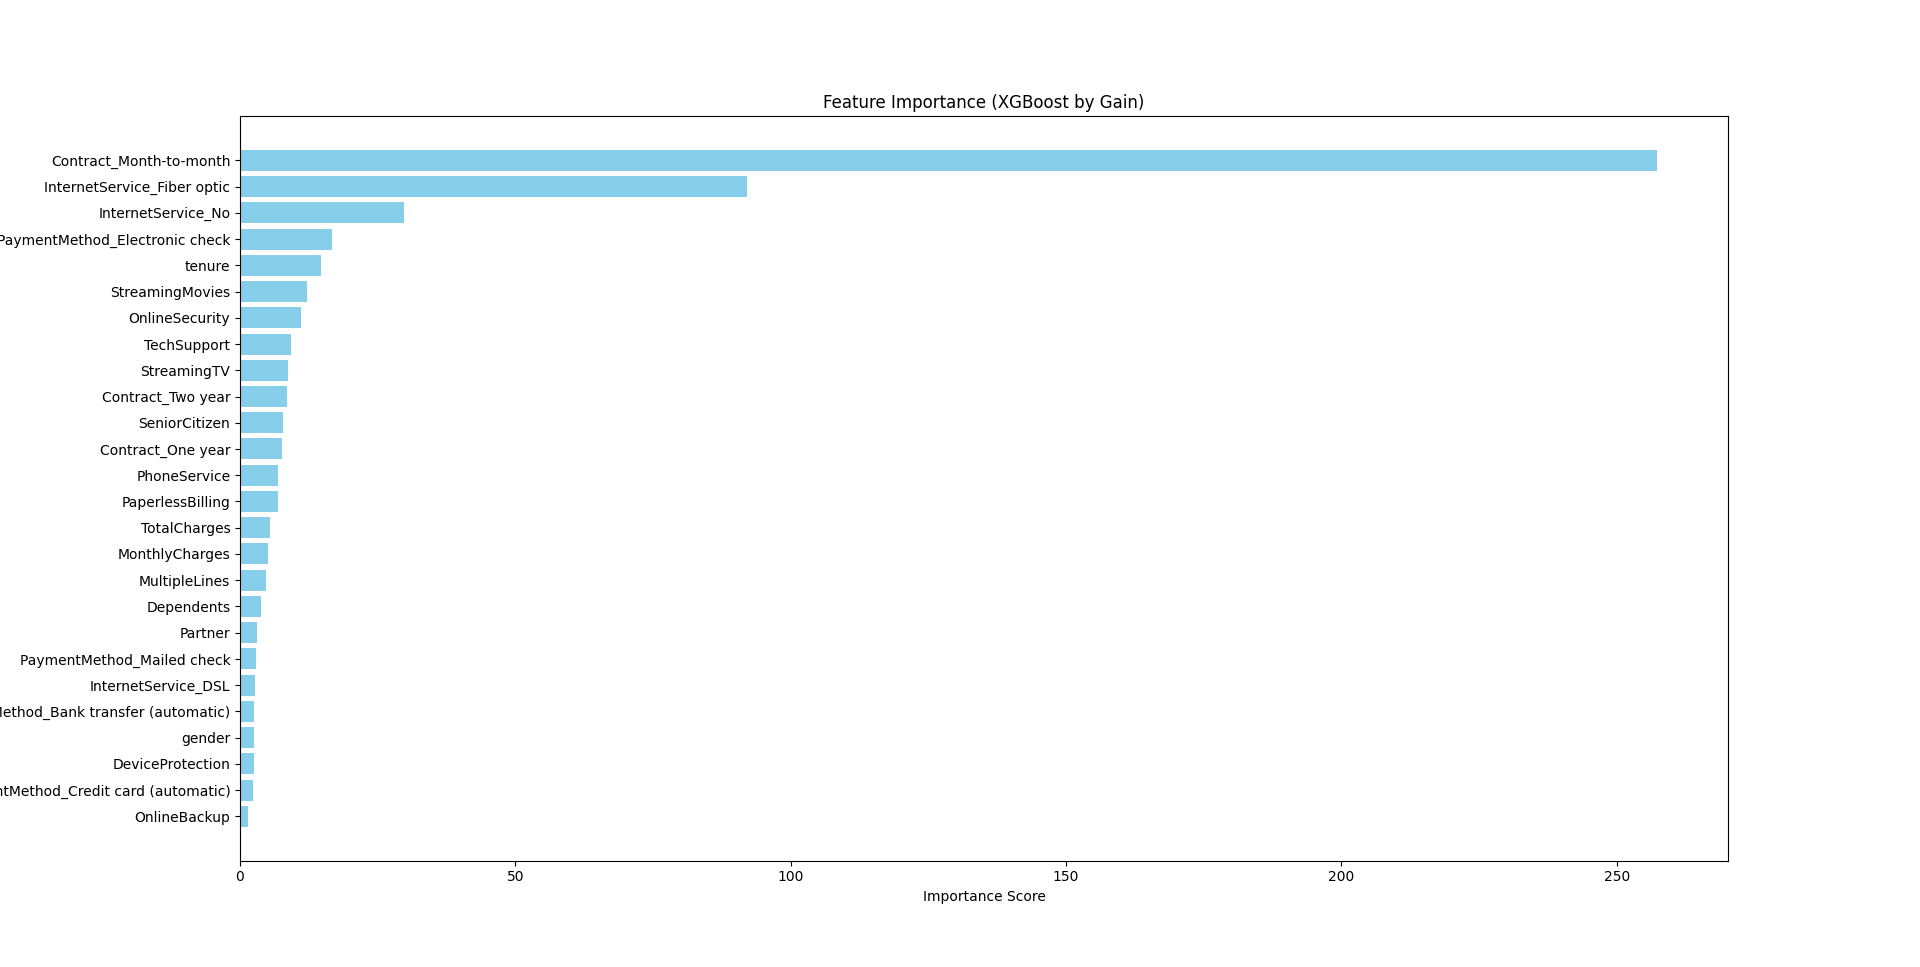 Feature Importance (XGBoost by Gain)
Contract_Month-to-month
InternetService_Fiber optic
InternetService_No
PaymentMethod_Electronic check
tenure
StreamingMovies
OnlineSecurity
TechSupport
StreamingTV
Contract_Two year
SeniorCitizen
Contract_One year
PhoneService
PaperlessBilling
TotalCharges
MonthlyCharges
MultipleLines
Dependents
Partner
PaymentMethod_Mailed check
InternetService_DSL
Method_Bank transfer (automatic)
gender
DeviceProtection
ntMethod_Credit card (automatic)
OnlineBackup
0 50 100 150 200 250
Importance Score